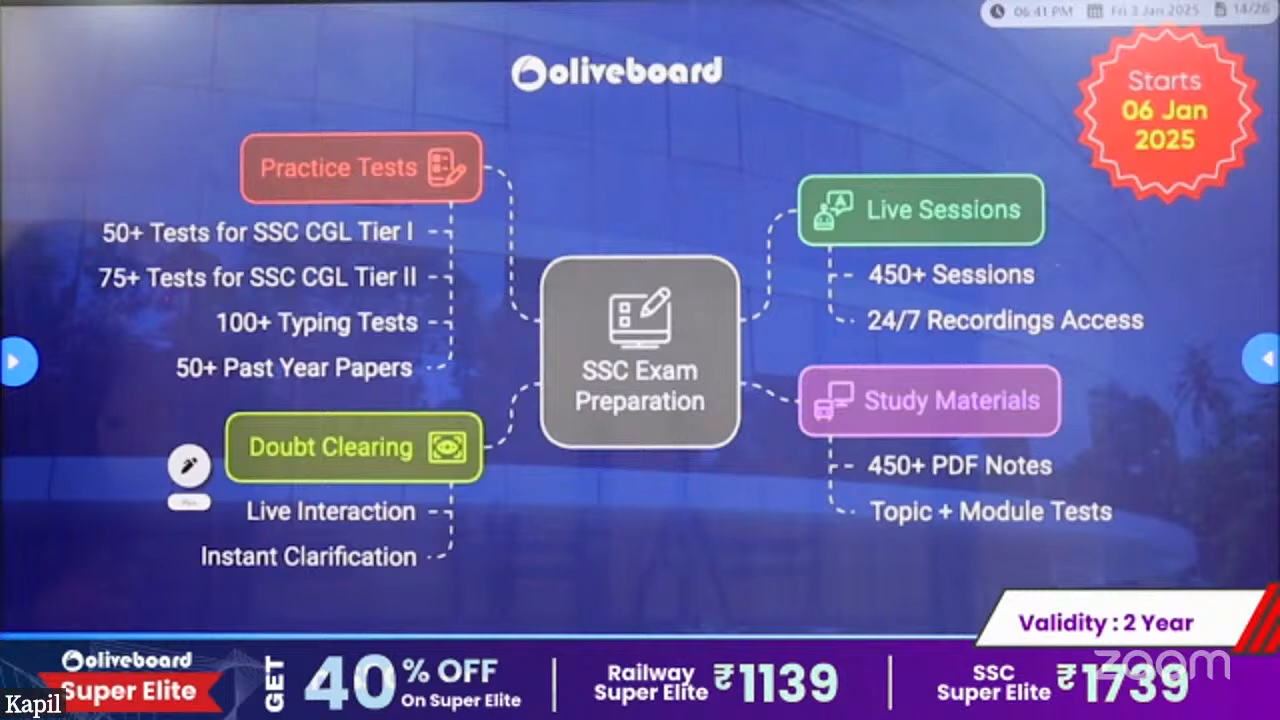 06:41 PM Fri 3 Jan 2025 14/26
oliveboard
Starts
06 Jan
2025
Practice Tests
50+ Tests for SSC CGL Tier I
75+ Tests for SSC CGL Tier II
100+ Typing Tests
50+ Past Year Papers
Doubt Clearing
Live Interaction
Instant Clarification
SSC Exam
Preparation
Live Sessions
450+ Sessions
24/7 Recordings Access
Study Materials
450+ PDF Notes
Topic + Module Tests
Validity : 2 Year
oliveboard
Super Elite
GET
40% OFF
On Super Elite
Railway
Super Elite ₹1139
SSC
Super Elite ₹1739
zoom
Kapil